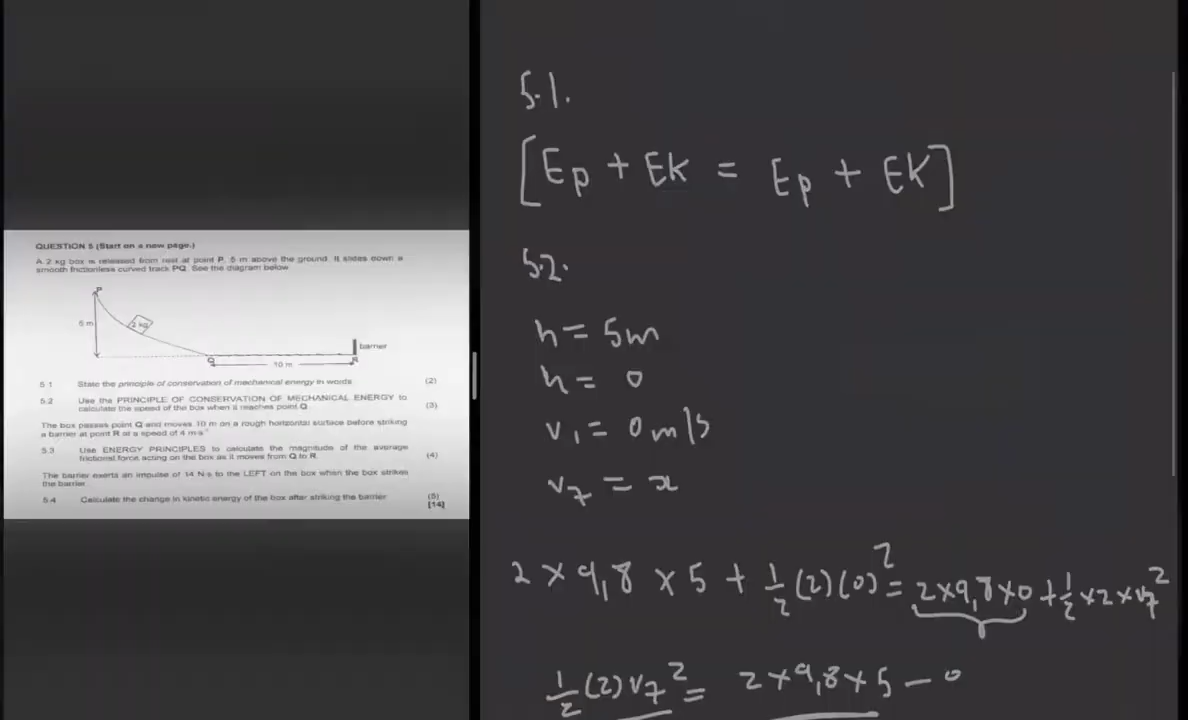 QUESTION 5 (Start on a new page.)
A 2 kg box is released from rest at point P, 5 m above the ground. It slides down a
smooth frictionless curved track PQ. See the diagram below.
P
5 m
2 kg
barrier
Q
10 m
R
5.1 State the principle of conservation of mechanical energy in words. (2)
5.2 Use the PRINCIPLE OF CONSERVATION OF MECHANICAL ENERGY to
calculate the speed of the box when it reaches point Q. (3)
The box passes point Q and moves 10 m on a rough horizontal surface before striking
a barrier at point R at a speed of 4 m·s⁻¹
5.3 Use ENERGY PRINCIPLES to calculate the magnitude of the average
frictional force acting on the box as it moves from Q to R. (4)
The barrier exerts an impulse of 14 N·s to the LEFT on the box when the box strikes
the barrier.
5.4 Calculate the change in kinetic energy of the box after striking the barrier. (5)
[14]
5.1.
[Ep + EK = Ep + EK]
5.2.
h = 5m
h = 0
v₁ = 0 m/s
v₇ = x
2 × 9,8 × 5 + ½ (2)(0)² = 2×9,8×0 + ½ × 2 × v₇²
½ (2) v₇² = 2×9,8×5 – 0